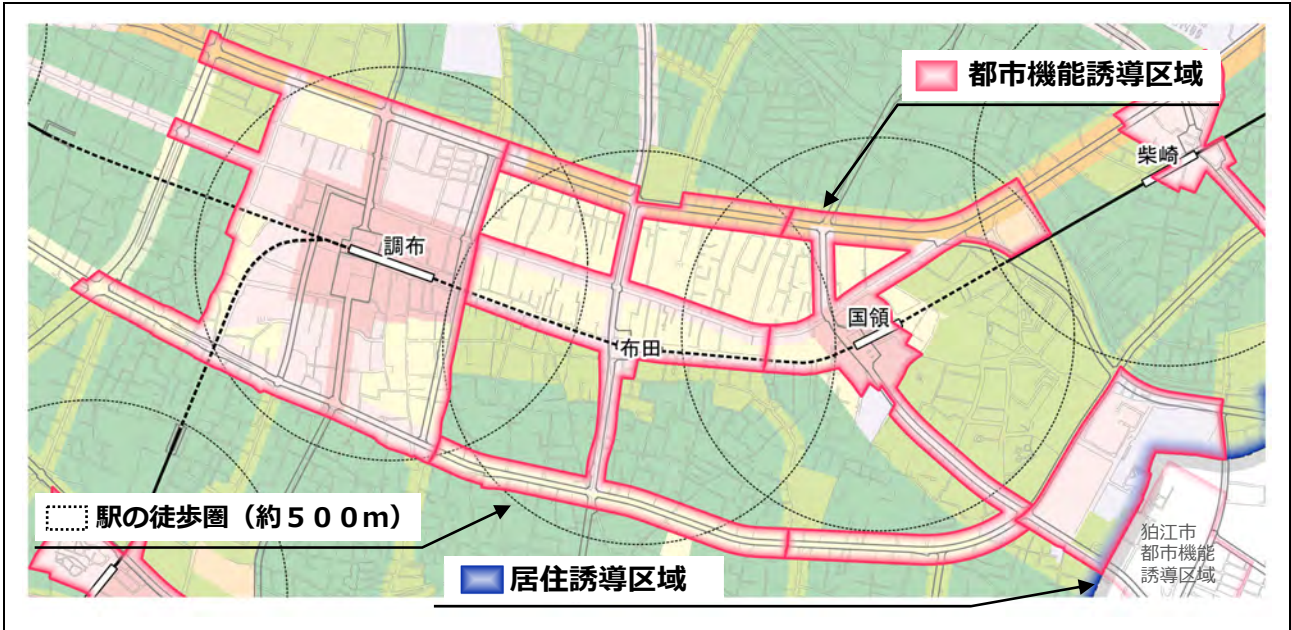 都市機能誘導区域
柴崎
調布
国領
布田
駅の徒歩圏（約５００ｍ）
狛江市
都市機能
誘導区域
居住誘導区域